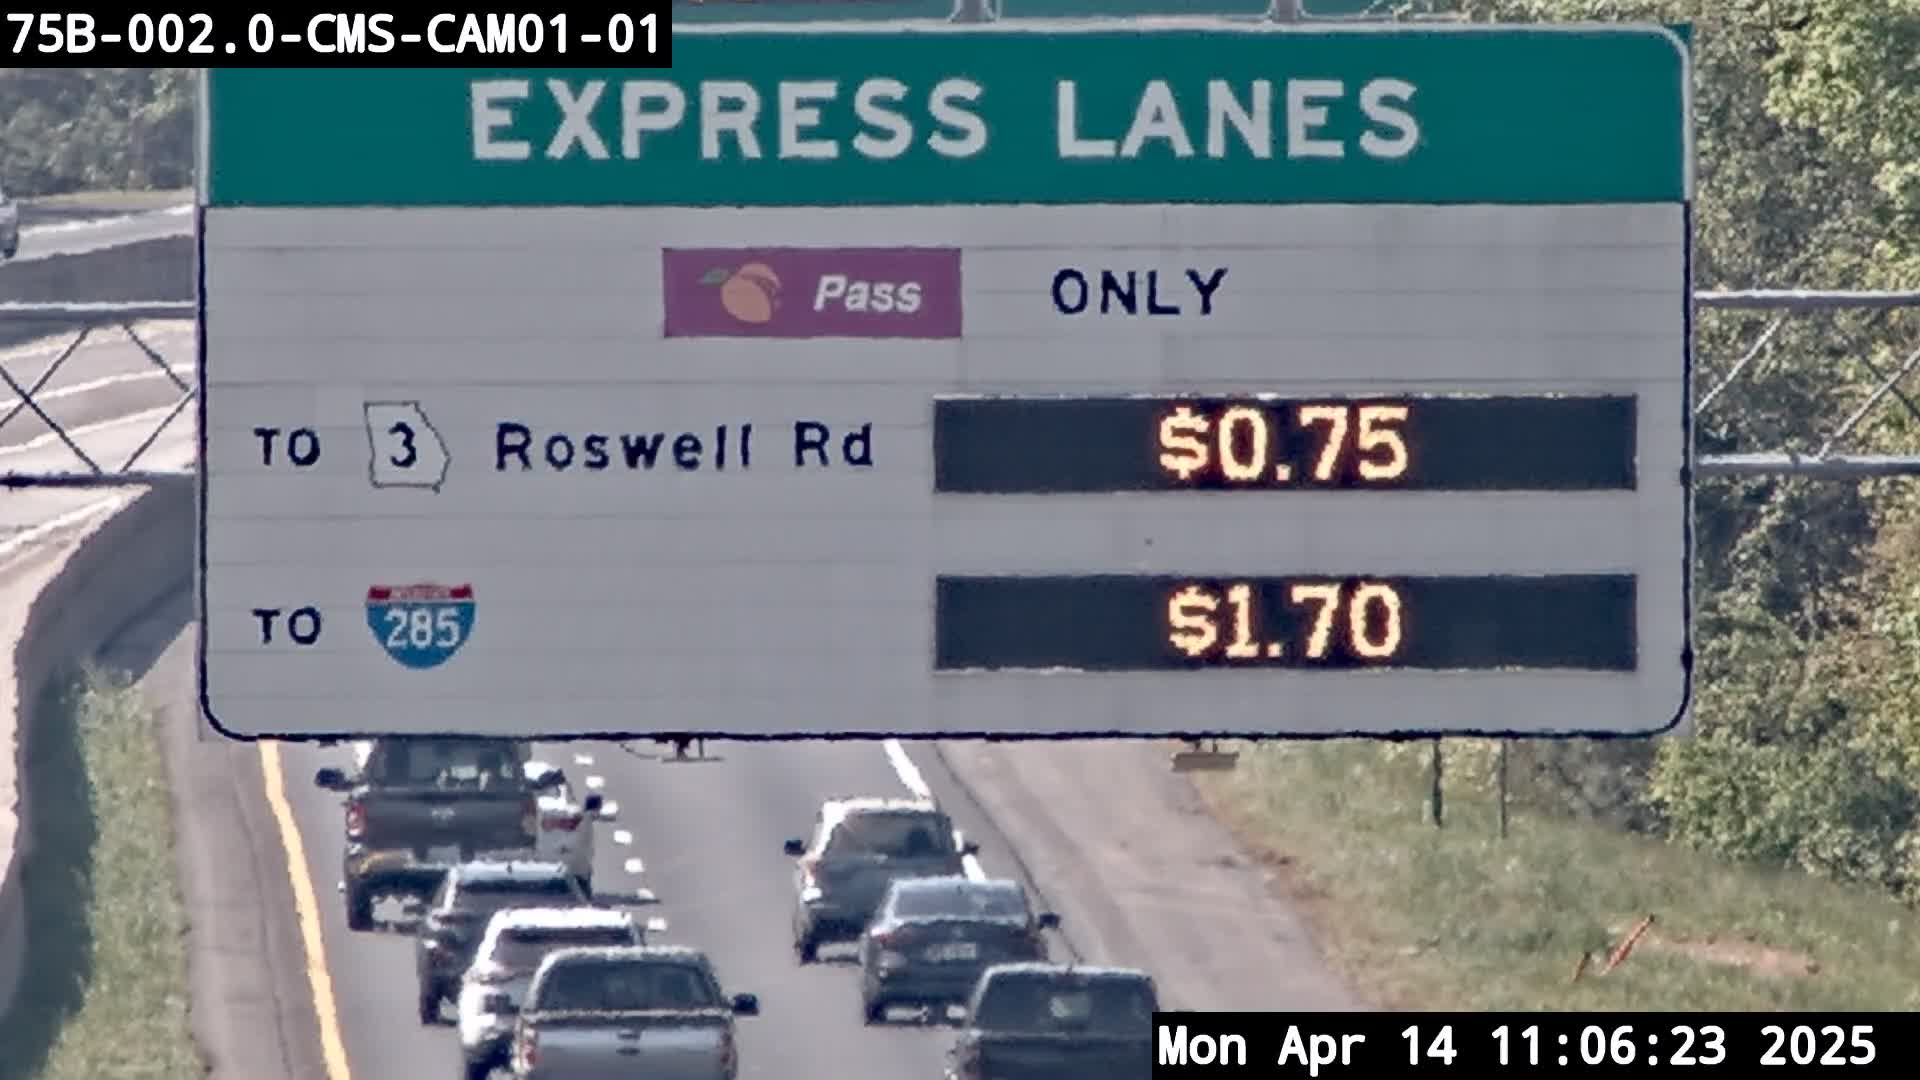 75B-002.0-CMS-CAM01-01
EXPRESS LANES
Pass ONLY
TO 3 Roswell Rd $0.75
TO 285 $1.70
Mon Apr 14 11:06:23 2025